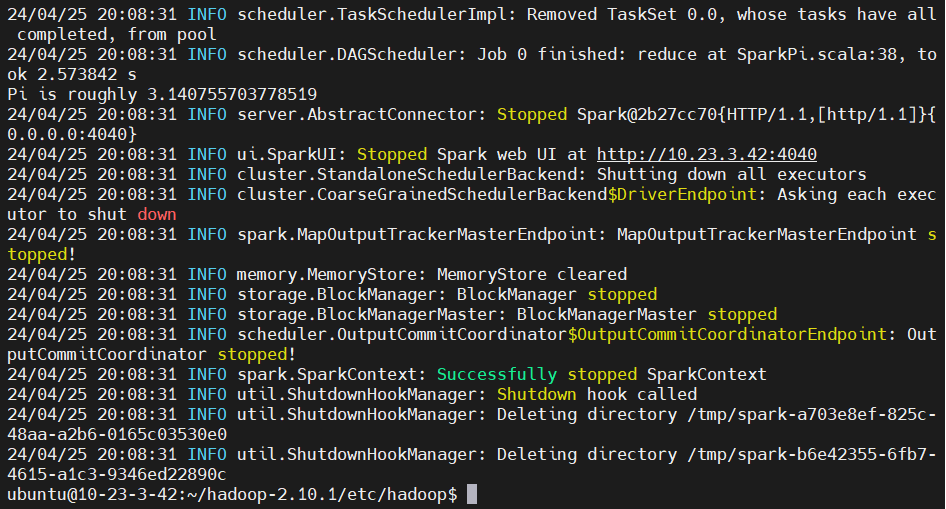 24/04/25 20:08:31 INFO scheduler.TaskSchedulerImpl: Removed TaskSet 0.0, whose tasks have all
 completed, from pool
24/04/25 20:08:31 INFO scheduler.DAGScheduler: Job 0 finished: reduce at SparkPi.scala:38, to
ok 2.573842 s
Pi is roughly 3.140755703778519
24/04/25 20:08:31 INFO server.AbstractConnector: Stopped Spark@2b27cc70{HTTP/1.1,[http/1.1]}{
0.0.0.0:4040}
24/04/25 20:08:31 INFO ui.SparkUI: Stopped Spark web UI at http://10.23.3.42:4040
24/04/25 20:08:31 INFO cluster.StandaloneSchedulerBackend: Shutting down all executors
24/04/25 20:08:31 INFO cluster.CoarseGrainedSchedulerBackend$DriverEndpoint: Asking each exec
utor to shut down
24/04/25 20:08:31 INFO spark.MapOutputTrackerMasterEndpoint: MapOutputTrackerMasterEndpoint s
topped!
24/04/25 20:08:31 INFO memory.MemoryStore: MemoryStore cleared
24/04/25 20:08:31 INFO storage.BlockManager: BlockManager stopped
24/04/25 20:08:31 INFO storage.BlockManagerMaster: BlockManagerMaster stopped
24/04/25 20:08:31 INFO scheduler.OutputCommitCoordinator$OutputCommitCoordinatorEndpoint: Out
putCommitCoordinator stopped!
24/04/25 20:08:31 INFO spark.SparkContext: Successfully stopped SparkContext
24/04/25 20:08:31 INFO util.ShutdownHookManager: Shutdown hook called
24/04/25 20:08:31 INFO util.ShutdownHookManager: Deleting directory /tmp/spark-a703e8ef-825c-
48aa-a2b6-0165c03530e0
24/04/25 20:08:31 INFO util.ShutdownHookManager: Deleting directory /tmp/spark-b6e42355-6fb7-
4615-a1c3-9346ed22890c
ubuntu@10-23-3-42:~/hadoop-2.10.1/etc/hadoop$